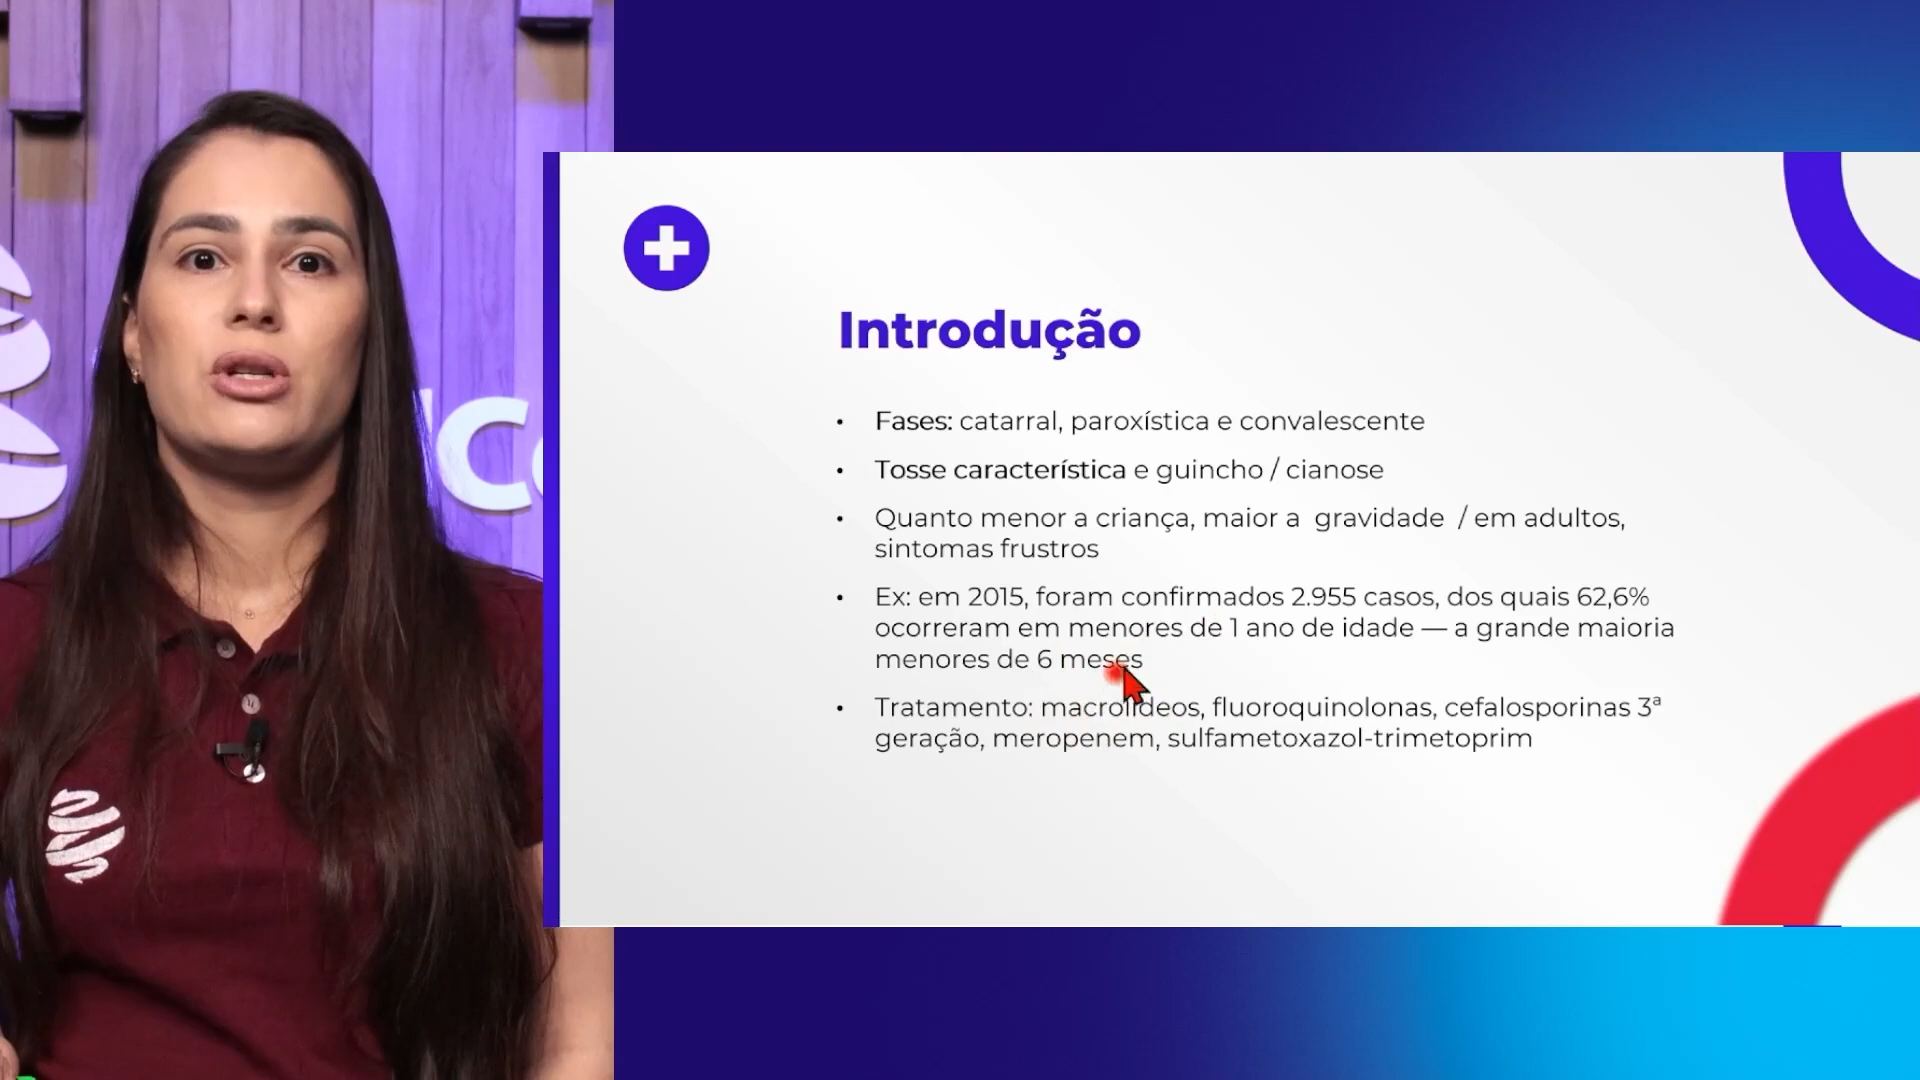 Introdução
• Fases: catarral, paroxística e convalescente
• Tosse característica e guincho / cianose
• Quanto menor a criança, maior a gravidade / em adultos,
sintomas frustros
• Ex: em 2015, foram confirmados 2.955 casos, dos quais 62,6%
ocorreram em menores de 1 ano de idade — a grande maioria
menores de 6 meses
• Tratamento: macrolídeos, fluoroquinolonas, cefalosporinas 3ª
geração, meropenem, sulfametoxazol-trimetoprim